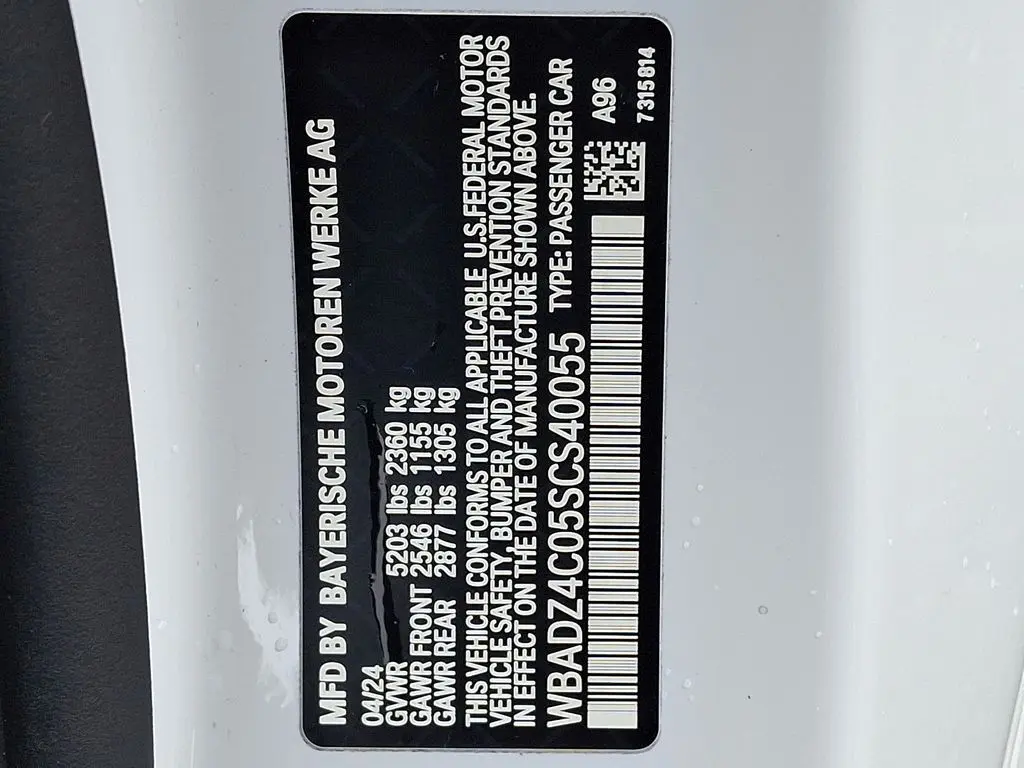 MFD BY BAYERISCHE MOTOREN WERKE AG
04/24
GVWR 5203 lbs 2360 kg
GAWR FRONT 2546 lbs 1155 kg
GAWR REAR 2877 lbs 1305 kg
THIS VEHICLE CONFORMS TO ALL APPLICABLE U.S.FEDERAL MOTOR
VEHICLE SAFETY, BUMPER AND THEFT PREVENTION STANDARDS
IN EFFECT ON THE DATE OF MANUFACTURE SHOWN ABOVE.
WBADZ4C05SCS40055 TYPE: PASSENGER CAR
A96
7315814